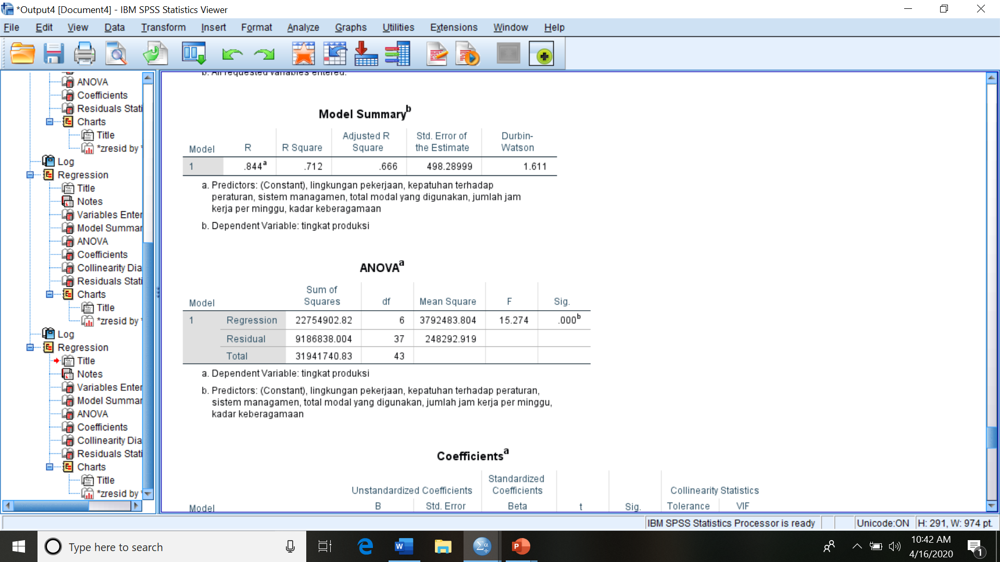 *Output4 [Document4] - IBM SPSS Statistics Viewer
File Edit View Data Transform Insert Format Analyze Graphs Utilities Extensions Window Help
ANOVA
Coefficients
Residuals Stati
Charts
Title
*zresid by *
Log
Regression
Title
Notes
Variables Enter
Model Summar
ANOVA
Coefficients
Collinearity Dia
Residuals Stati
Charts
Title
*zresid by *
Log
Regression
Title
Notes
Variables Enter
Model Summar
ANOVA
Coefficients
Collinearity Dia
Residuals Stati
Charts
Title
*zresid by *
b. All requested variables entered.
Model Summary b
Model R R Square Adjusted R Square Std. Error of the Estimate Durbin-Watson
1 .844a .712 .666 498.28999 1.611
a. Predictors: (Constant), lingkungan pekerjaan, kepatuhan terhadap
peraturan, sistem managamen, total modal yang digunakan, jumlah jam
kerja per minggu, kadar keberagamaan
b. Dependent Variable: tingkat produksi
ANOVA a
Model Sum of Squares df Mean Square F Sig.
1 Regression 22754902.82 6 3792483.804 15.274 .000b
Residual 9186838.004 37 248292.919
Total 31941740.83 43
a. Dependent Variable: tingkat produksi
b. Predictors: (Constant), lingkungan pekerjaan, kepatuhan terhadap peraturan,
sistem managamen, total modal yang digunakan, jumlah jam kerja per minggu,
kadar keberagamaan
Coefficients a
Unstandardized Coefficients Standardized Coefficients Collinearity Statistics
Model B Std. Error Beta t Sig. Tolerance VIF
IBM SPSS Statistics Processor is ready Unicode:ON H: 291, W: 974 pt.
Type here to search
10:42 AM
4/16/2020
1